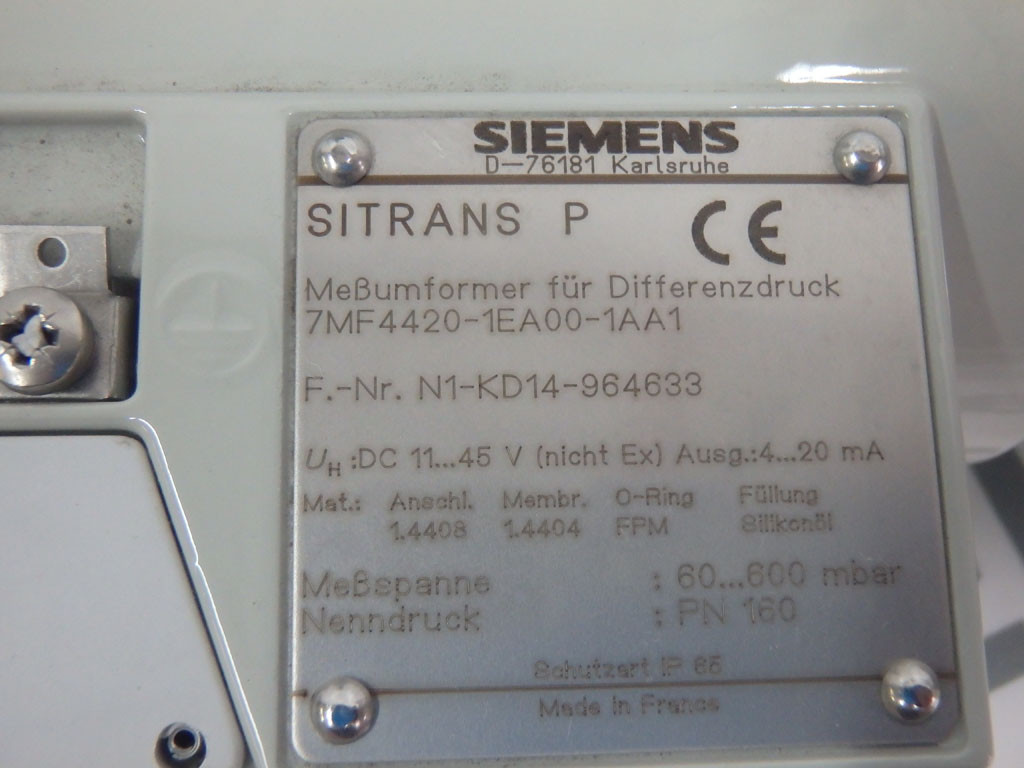 SIEMENS
D-76181 Karlsruhe
SITRANS P CE
Meßumformer für Differenzdruck
7MF4420-1EA00-1AA1
F.-Nr. N1-KD14-964633
UH :DC 11...45 V (nicht Ex) Ausg.:4...20 mA
Mat.: Anschl. Membr. O-Ring Füllung
1.4408 1.4404 FPM Silikonöl
Meßspanne : 60...600 mbar
Nenndruck : PN 160
Schutzart IP 65
Made in France